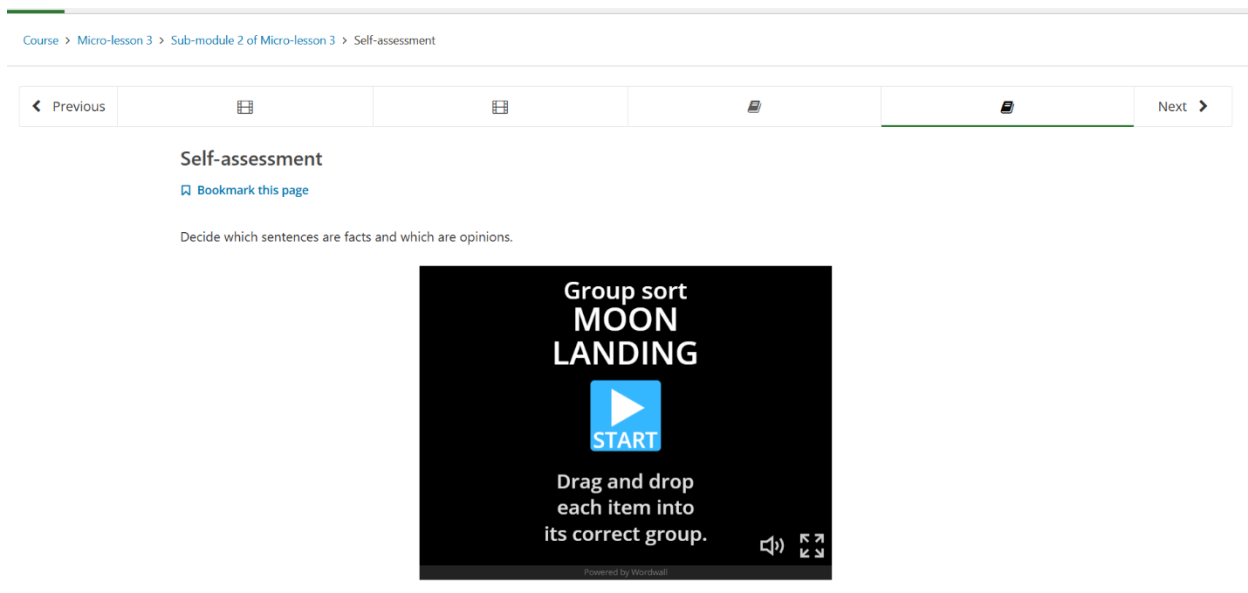 Course > Micro-lesson 3 > Sub-module 2 of Micro-lesson 3 > Self-assessment
Previous
Next
Self-assessment
Bookmark this page
Decide which sentences are facts and which are opinions.
Group sort
MOON
LANDING
START
Drag and drop
each item into
its correct group.
Powered by Wordwall